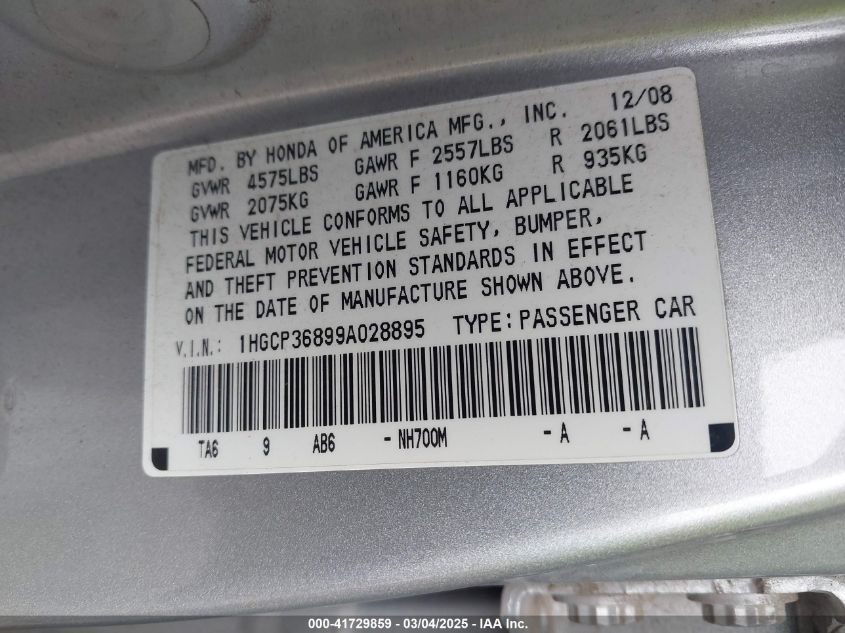 MFD. BY HONDA OF AMERICA MFG., INC. 12/08
GVWR 4575LBS GAWR F 2557LBS R 2061LBS
GVWR 2075KG GAWR F 1160KG R 935KG
THIS VEHICLE CONFORMS TO ALL APPLICABLE
FEDERAL MOTOR VEHICLE SAFETY, BUMPER,
AND THEFT PREVENTION STANDARDS IN EFFECT
ON THE DATE OF MANUFACTURE SHOWN ABOVE.
V.I.N.: 1HGCP36899A028895 TYPE: PASSENGER CAR
TA6 9 AB6 - NH700M - A - A
000-41729859 - 03/04/2025 - IAA Inc.